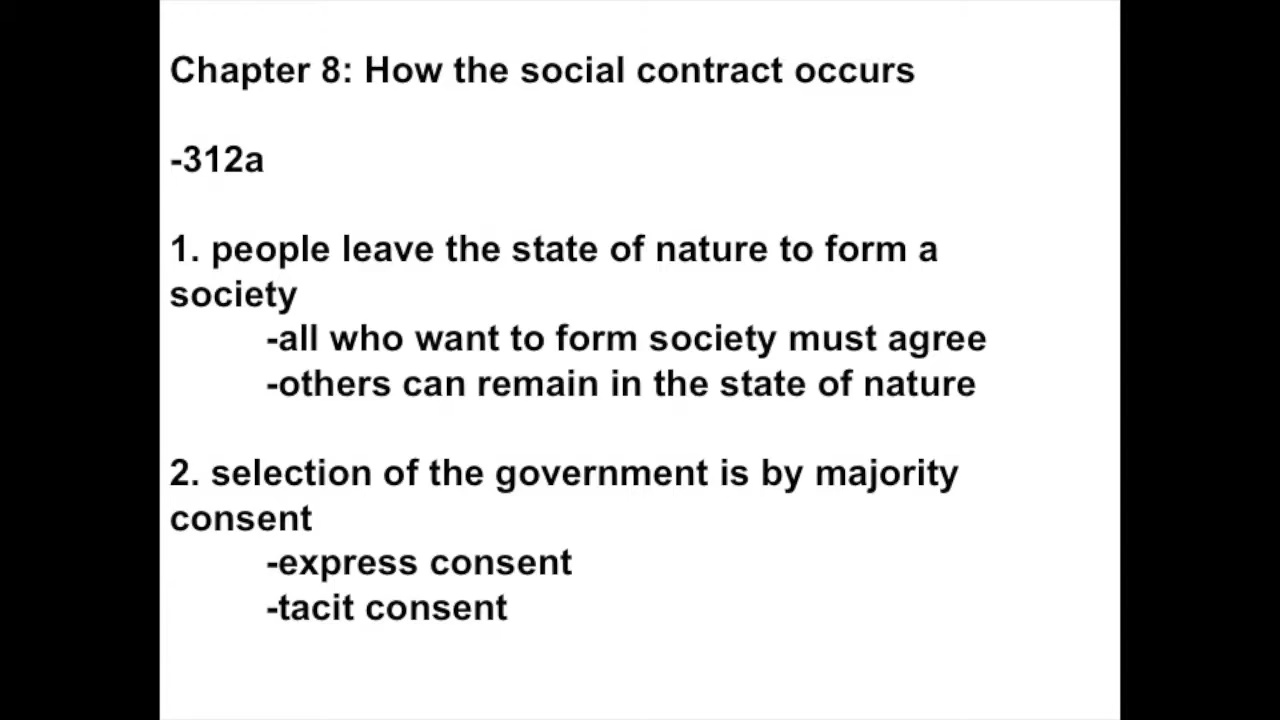 Chapter 8: How the social contract occurs
-312a
1. people leave the state of nature to form a
society
-all who want to form society must agree
-others can remain in the state of nature
2. selection of the government is by majority
consent
-express consent
-tacit consent